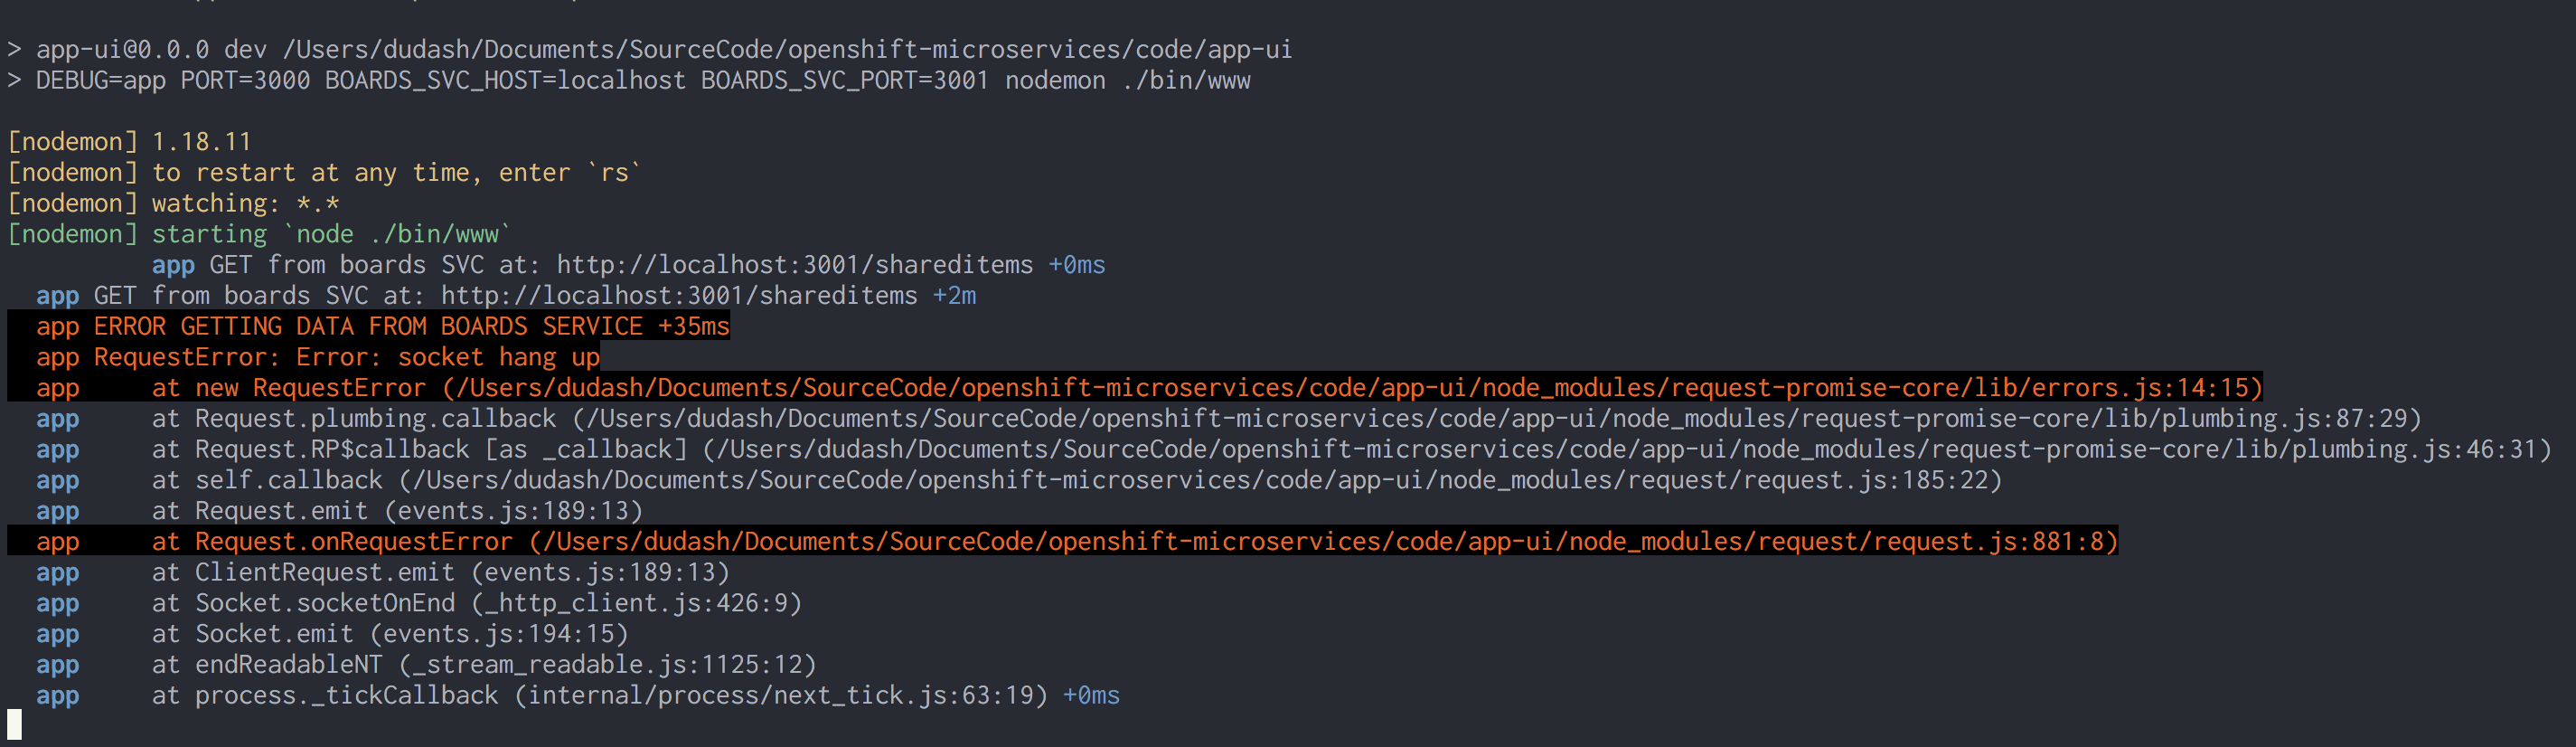 > app-ui@0.0.0 dev /Users/dudash/Documents/SourceCode/openshift-microservices/code/app-ui
> DEBUG=app PORT=3000 BOARDS_SVC_HOST=localhost BOARDS_SVC_PORT=3001 nodemon ./bin/www
[nodemon] 1.18.11
[nodemon] to restart at any time, enter `rs`
[nodemon] watching: *.*
[nodemon] starting `node ./bin/www`
app GET from boards SVC at: http://localhost:3001/shareditems +0ms
app GET from boards SVC at: http://localhost:3001/shareditems +2m
app ERROR GETTING DATA FROM BOARDS SERVICE +35ms
app RequestError: Error: socket hang up
app     at new RequestError (/Users/dudash/Documents/SourceCode/openshift-microservices/code/app-ui/node_modules/request-promise-core/lib/errors.js:14:15)
app     at Request.plumbing.callback (/Users/dudash/Documents/SourceCode/openshift-microservices/code/app-ui/node_modules/request-promise-core/lib/plumbing.js:87:29)
app     at Request.RP$callback [as _callback] (/Users/dudash/Documents/SourceCode/openshift-microservices/code/app-ui/node_modules/request-promise-core/lib/plumbing.js:46:31)
app     at self.callback (/Users/dudash/Documents/SourceCode/openshift-microservices/code/app-ui/node_modules/request/request.js:185:22)
app     at Request.emit (events.js:189:13)
app     at Request.onRequestError (/Users/dudash/Documents/SourceCode/openshift-microservices/code/app-ui/node_modules/request/request.js:881:8)
app     at ClientRequest.emit (events.js:189:13)
app     at Socket.socketOnEnd (_http_client.js:426:9)
app     at Socket.emit (events.js:194:15)
app     at endReadableNT (_stream_readable.js:1125:12)
app     at process._tickCallback (internal/process/next_tick.js:63:19) +0ms